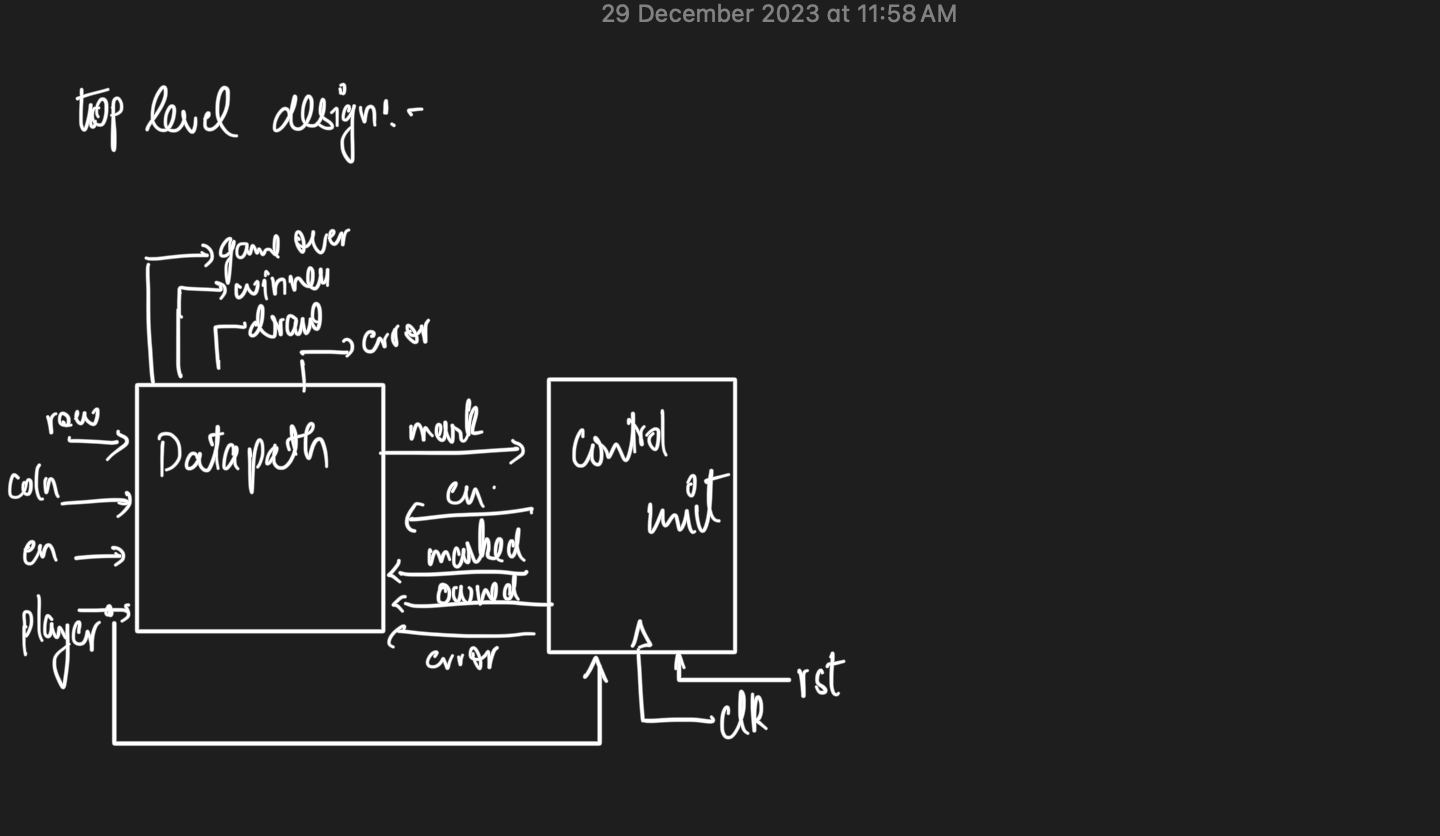 29 December 2023 at 11:58 AM
top level design:-
game over
winner
draw
error
row
coln
en
player
Datapath
mark
en.
marked
owned
error
Control
unit
rst
clk